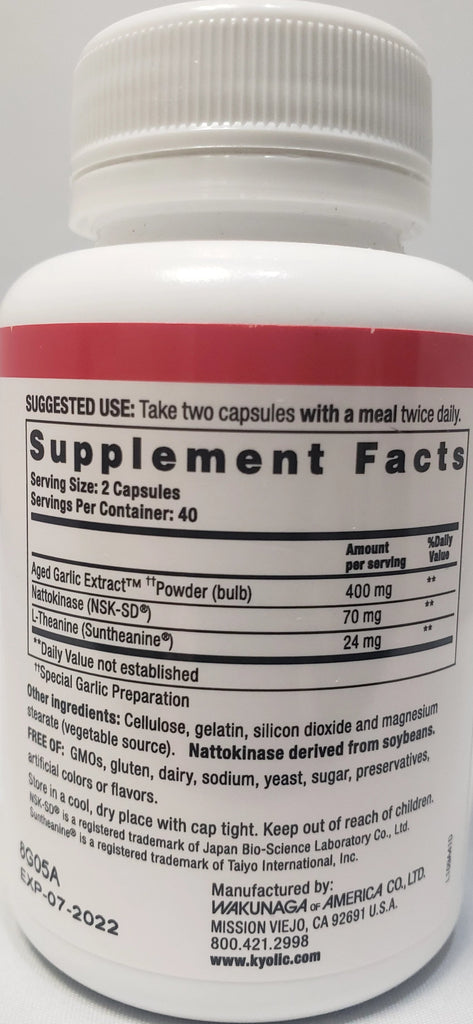 SUGGESTED USE: Take two capsules with a meal twice daily.
Supplement Facts
Serving Size: 2 Capsules
Servings Per Container: 40
Amount per serving %Daily Value
Aged Garlic Extract™ ††Powder (bulb) 400 mg **
Nattokinase (NSK-SD®) 70 mg **
L-Theanine (Suntheanine®) 24 mg **
**Daily Value not established
††Special Garlic Preparation
Other ingredients: Cellulose, gelatin, silicon dioxide and magnesium
stearate (vegetable source). Nattokinase derived from soybeans.
FREE OF: GMOs, gluten, dairy, sodium, yeast, sugar, preservatives,
artificial colors or flavors.
Store in a cool, dry place with cap tight. Keep out of reach of children.
NSK-SD® is a registered trademark of Japan Bio-Science Laboratory Co., Ltd.
Suntheanine® is a registered trademark of Taiyo International, Inc.
8G05A
EXP-07-2022
Manufactured by:
WAKUNAGA OF AMERICA CO., LTD.
MISSION VIEJO, CA 92691 U.S.A.
800.421.2998
www.kyolic.com